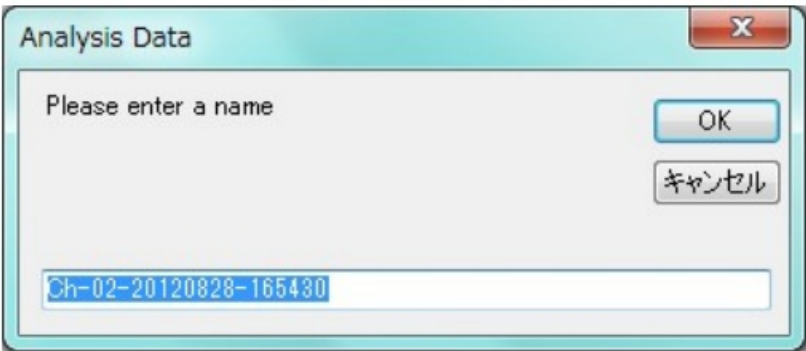 Analysis Data
Please enter a name
OK
キャンセル
Ch-02-20120828-165430